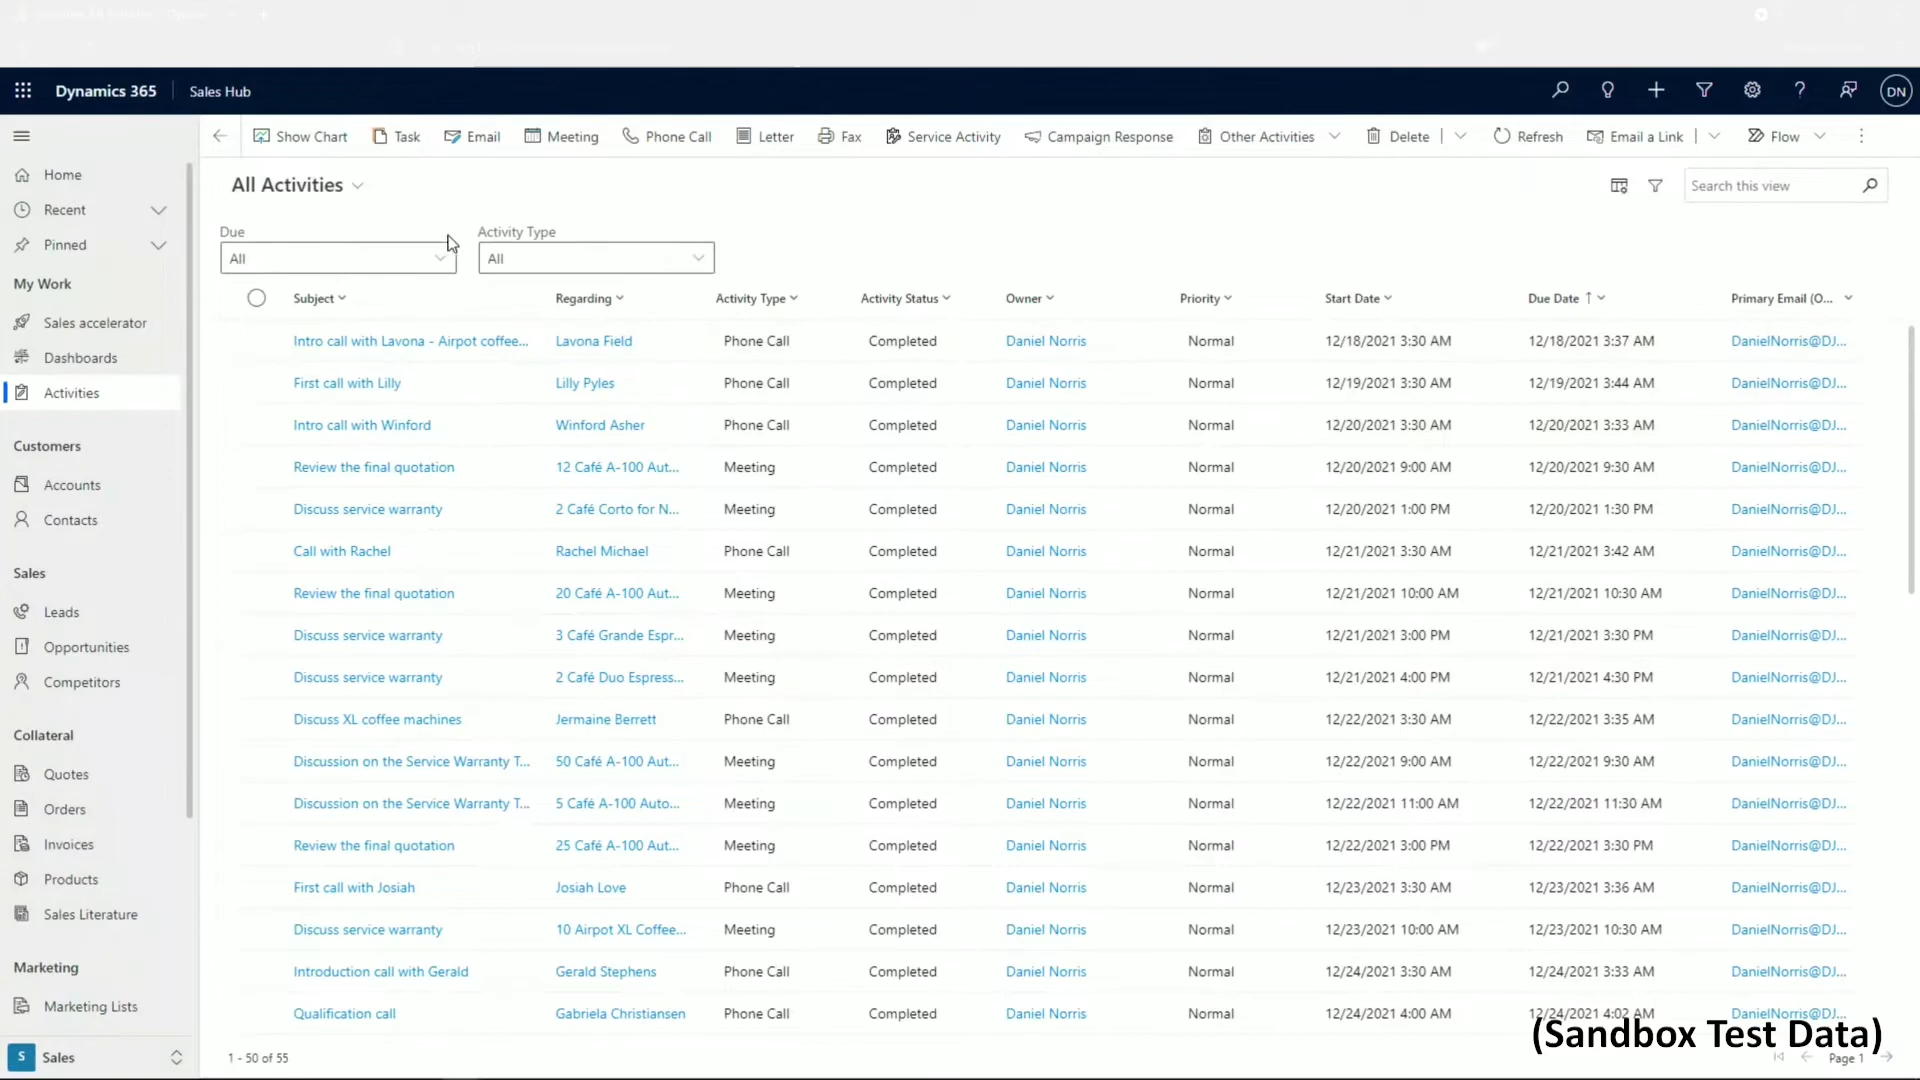 Dynamics 365 Sales Hub DN
Show Chart Task Email Meeting Phone Call Letter Fax Service Activity Campaign Response Other Activities Delete Refresh Email a Link Flow
Home
Recent
Pinned
My Work
Sales accelerator
Dashboards
Activities
Customers
Accounts
Contacts
Sales
Leads
Opportunities
Competitors
Collateral
Quotes
Orders
Invoices
Products
Sales Literature
Marketing
Marketing Lists
S Sales
All Activities
Search this view
Due Activity Type
All All
Subject Regarding Activity Type Activity Status Owner Priority Start Date Due Date ↑ Primary Email (O...
Intro call with Lavona - Airpot coffee... Lavona Field Phone Call Completed Daniel Norris Normal 12/18/2021 3:30 AM 12/18/2021 3:37 AM DanielNorris@DJ...
First call with Lilly Lilly Pyles Phone Call Completed Daniel Norris Normal 12/19/2021 3:30 AM 12/19/2021 3:44 AM DanielNorris@DJ...
Intro call with Winford Winford Asher Phone Call Completed Daniel Norris Normal 12/20/2021 3:30 AM 12/20/2021 3:33 AM DanielNorris@DJ...
Review the final quotation 12 Café A-100 Aut... Meeting Completed Daniel Norris Normal 12/20/2021 9:00 AM 12/20/2021 9:30 AM DanielNorris@DJ...
Discuss service warranty 2 Café Corto for N... Meeting Completed Daniel Norris Normal 12/20/2021 1:00 PM 12/20/2021 1:30 PM DanielNorris@DJ...
Call with Rachel Rachel Michael Phone Call Completed Daniel Norris Normal 12/21/2021 3:30 AM 12/21/2021 3:42 AM DanielNorris@DJ...
Review the final quotation 20 Café A-100 Aut... Meeting Completed Daniel Norris Normal 12/21/2021 10:00 AM 12/21/2021 10:30 AM DanielNorris@DJ...
Discuss service warranty 3 Café Grande Espr... Meeting Completed Daniel Norris Normal 12/21/2021 3:00 PM 12/21/2021 3:30 PM DanielNorris@DJ...
Discuss service warranty 2 Café Duo Espress... Meeting Completed Daniel Norris Normal 12/21/2021 4:00 PM 12/21/2021 4:30 PM DanielNorris@DJ...
Discuss XL coffee machines Jermaine Berrett Phone Call Completed Daniel Norris Normal 12/22/2021 3:30 AM 12/22/2021 3:35 AM DanielNorris@DJ...
Discussion on the Service Warranty T... 50 Café A-100 Aut... Meeting Completed Daniel Norris Normal 12/22/2021 9:00 AM 12/22/2021 9:30 AM DanielNorris@DJ...
Discussion on the Service Warranty T... 5 Café A-100 Auto... Meeting Completed Daniel Norris Normal 12/22/2021 11:00 AM 12/22/2021 11:30 AM DanielNorris@DJ...
Review the final quotation 25 Café A-100 Aut... Meeting Completed Daniel Norris Normal 12/22/2021 3:00 PM 12/22/2021 3:30 PM DanielNorris@DJ...
First call with Josiah Josiah Love Phone Call Completed Daniel Norris Normal 12/23/2021 3:30 AM 12/23/2021 3:36 AM DanielNorris@DJ...
Discuss service warranty 10 Airpot XL Coffee... Meeting Completed Daniel Norris Normal 12/23/2021 10:00 AM 12/23/2021 10:30 AM DanielNorris@DJ...
Introduction call with Gerald Gerald Stephens Phone Call Completed Daniel Norris Normal 12/24/2021 3:30 AM 12/24/2021 3:33 AM DanielNorris@DJ...
Qualification call Gabriela Christiansen Phone Call Completed Daniel Norris Normal 12/24/2021 4:00 AM 12/24/2021 4:02 AM DanielNorris@DJ...
(Sandbox Test Data)
1 - 50 of 55 Page 1